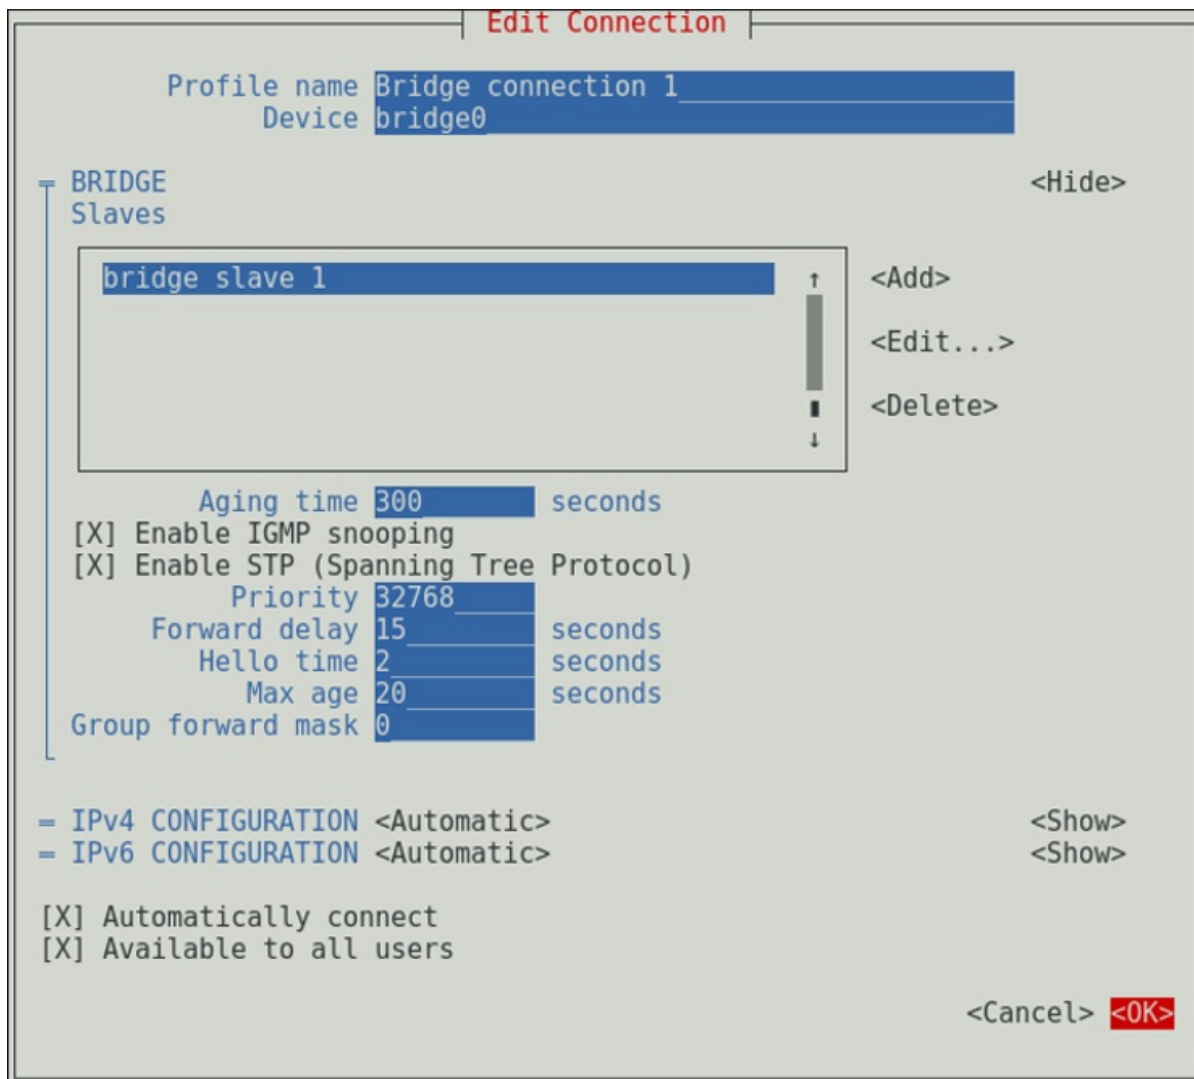 Edit Connection
Profile name Bridge connection 1
Device bridge0
BRIDGE <Hide>
Slaves
bridge slave 1 ↑ <Add>
<Edit...>
<Delete>
↓
Aging time 300 seconds
[X] Enable IGMP snooping
[X] Enable STP (Spanning Tree Protocol)
Priority 32768
Forward delay 15 seconds
Hello time 2 seconds
Max age 20 seconds
Group forward mask 0
= IPv4 CONFIGURATION <Automatic> <Show>
= IPv6 CONFIGURATION <Automatic> <Show>
[X] Automatically connect
[X] Available to all users
<Cancel> <OK>